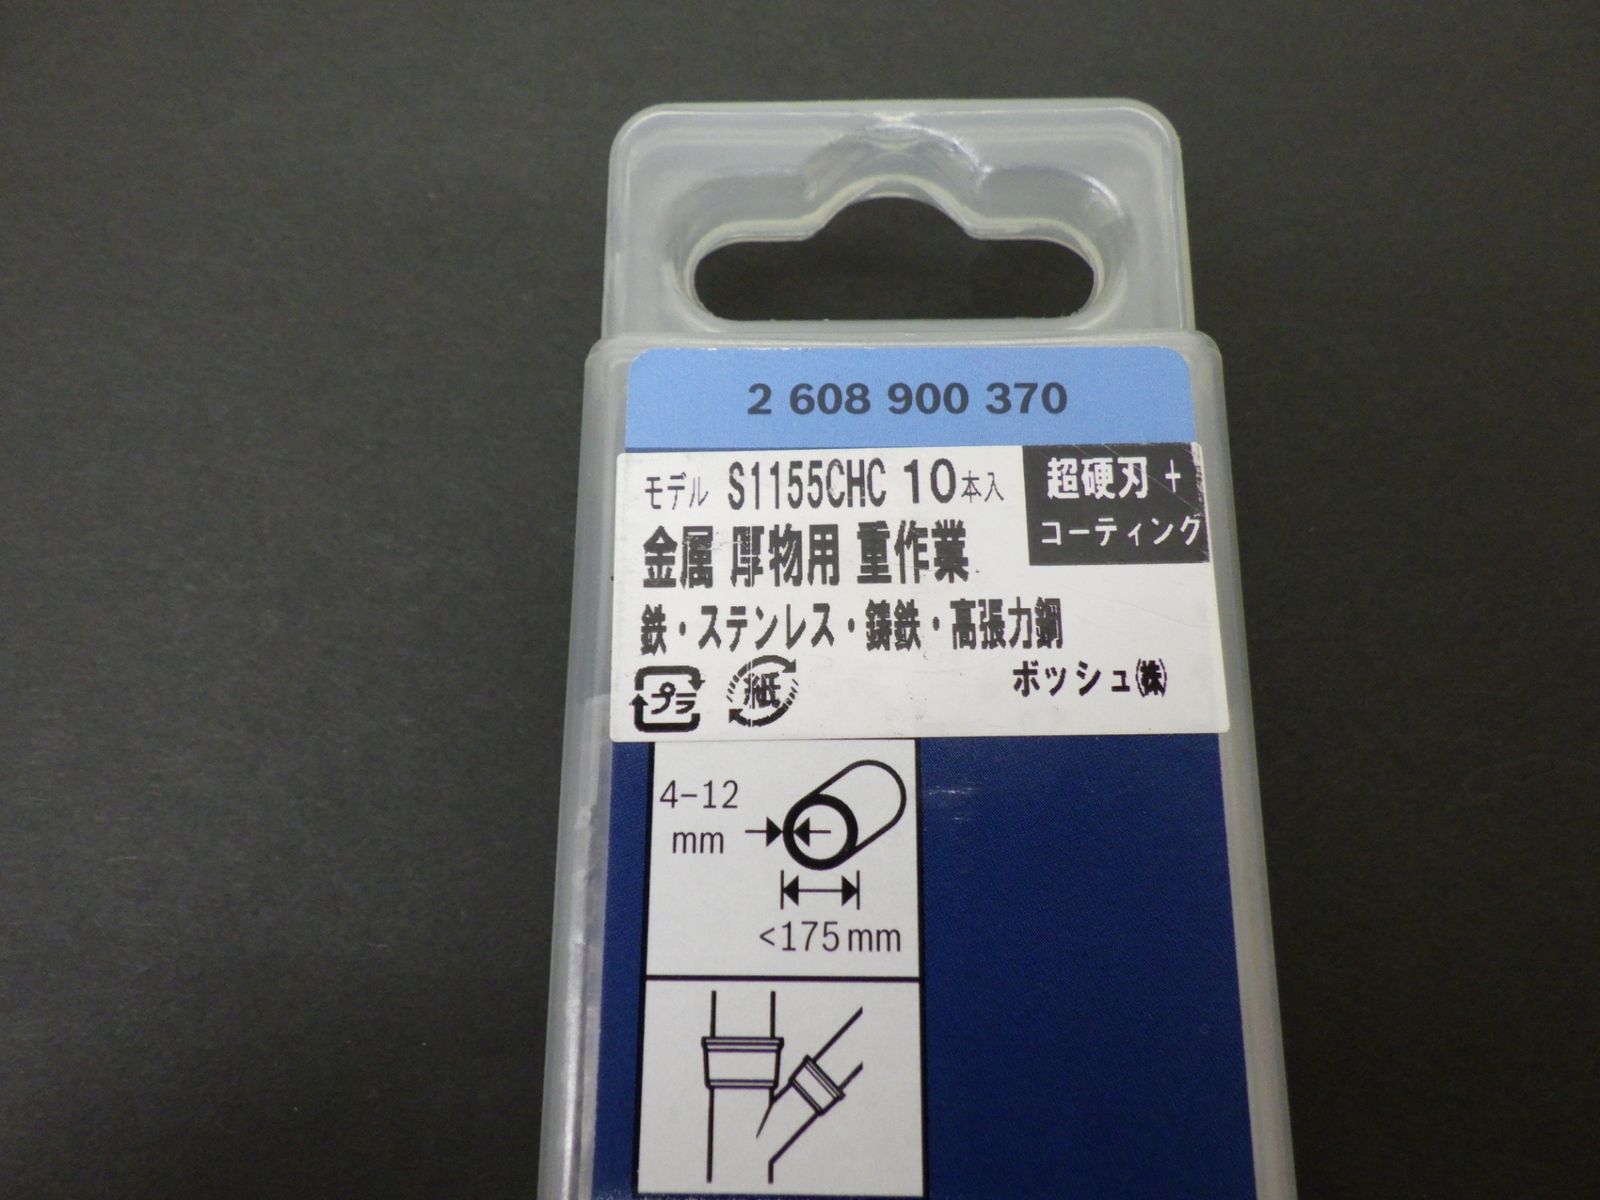 2 608 900 370
モデル S1155CHC 10本入
超硬刃 +
コーティング
金属 厚物用 重作業
鉄・ステンレス・鋳鉄・高張力鋼
プラ
紙
ボッシュ㈱
4-12
mm
<175mm